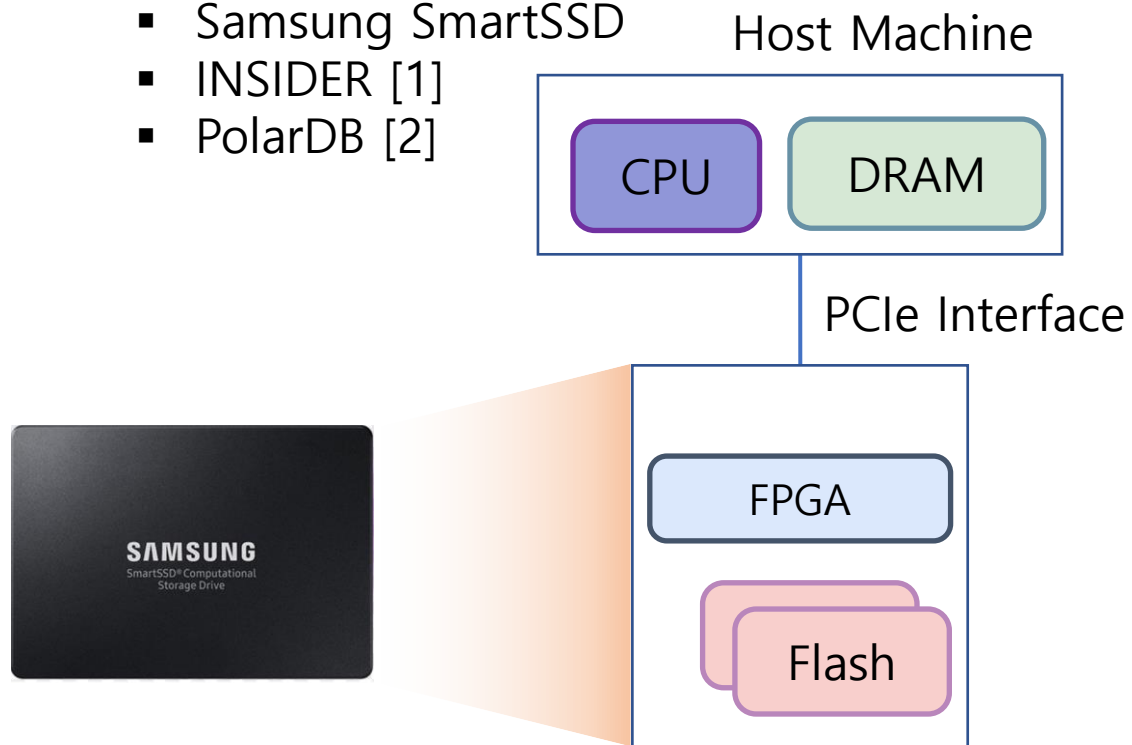 ▪ Samsung SmartSSD
▪ INSIDER [1]
▪ PolarDB [2]
Host Machine
CPU
DRAM
PCIe Interface
FPGA
Flash
SAMSUNG
SmartSSD® Computational
Storage Drive